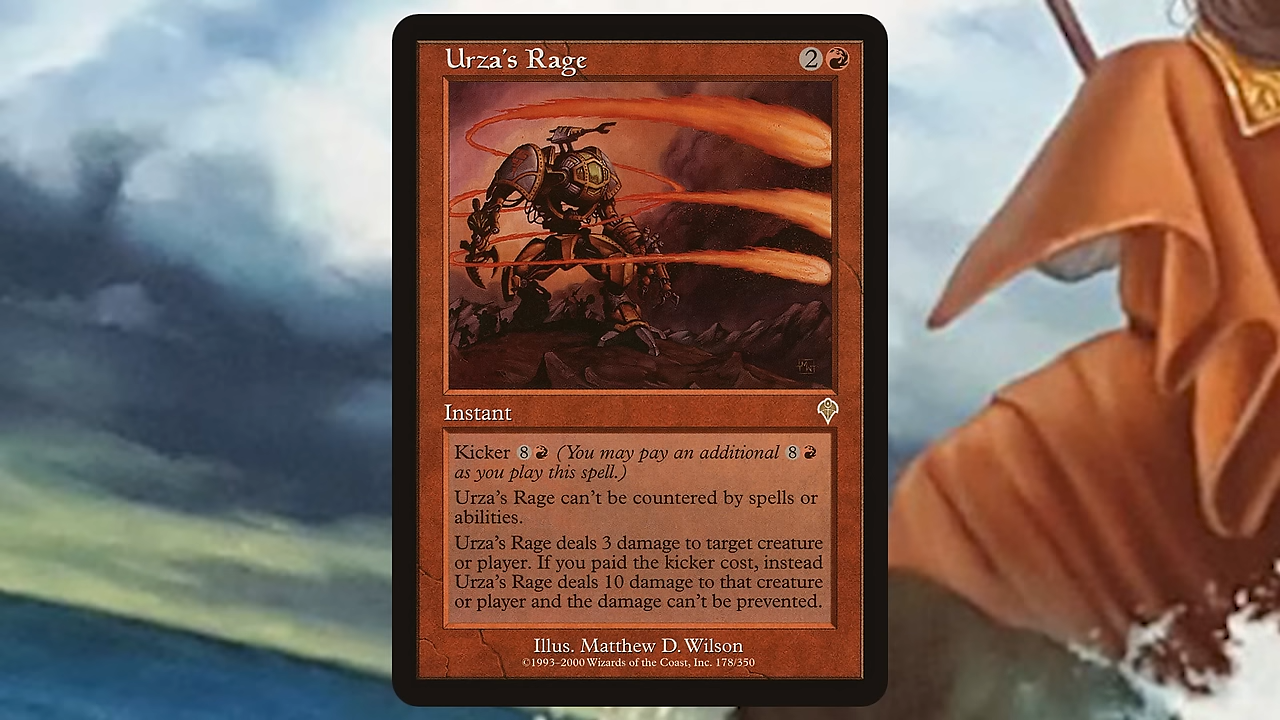 Urza's Rage 2
Instant
Kicker 8 (You may pay an additional 8
as you play this spell.)
Urza's Rage can't be countered by spells or
abilities.
Urza's Rage deals 3 damage to target creature
or player. If you paid the kicker cost, instead
Urza's Rage deals 10 damage to that creature
or player and the damage can't be prevented.
Illus. Matthew D. Wilson
©1993–2000 Wizards of the Coast, Inc. 178/350